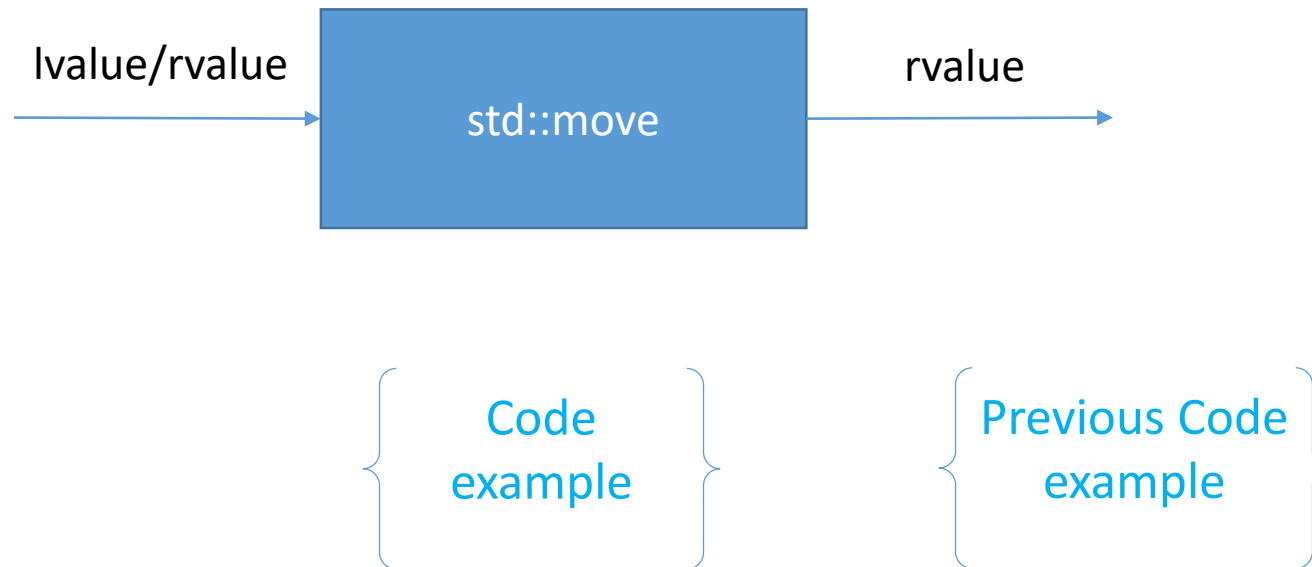 lvalue/rvalue
std::move
rvalue
Code
example
Previous Code
example